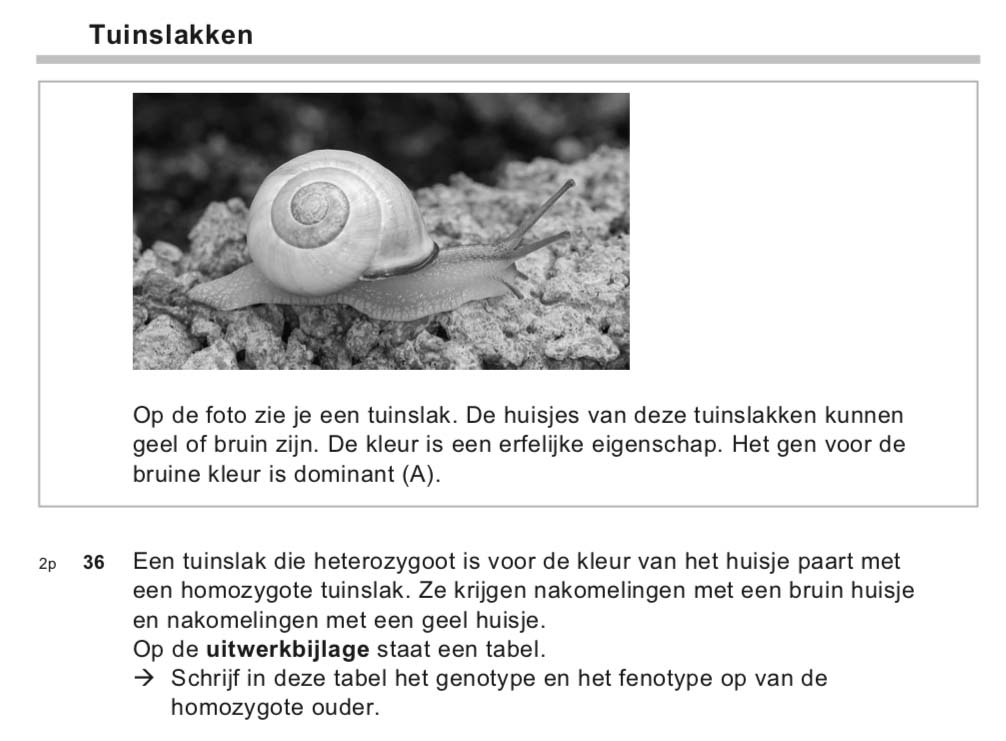 Tuinslakken
Op de foto zie je een tuinslak. De huisjes van deze tuinslakken kunnen
geel of bruin zijn. De kleur is een erfelijke eigenschap. Het gen voor de
bruine kleur is dominant (A).
2p 36 Een tuinslak die heterozygoot is voor de kleur van het huisje paart met
een homozygote tuinslak. Ze krijgen nakomelingen met een bruin huisje
en nakomelingen met een geel huisje.
Op de uitwerkbijlage staat een tabel.
→ Schrijf in deze tabel het genotype en het fenotype op van de
homozygote ouder.